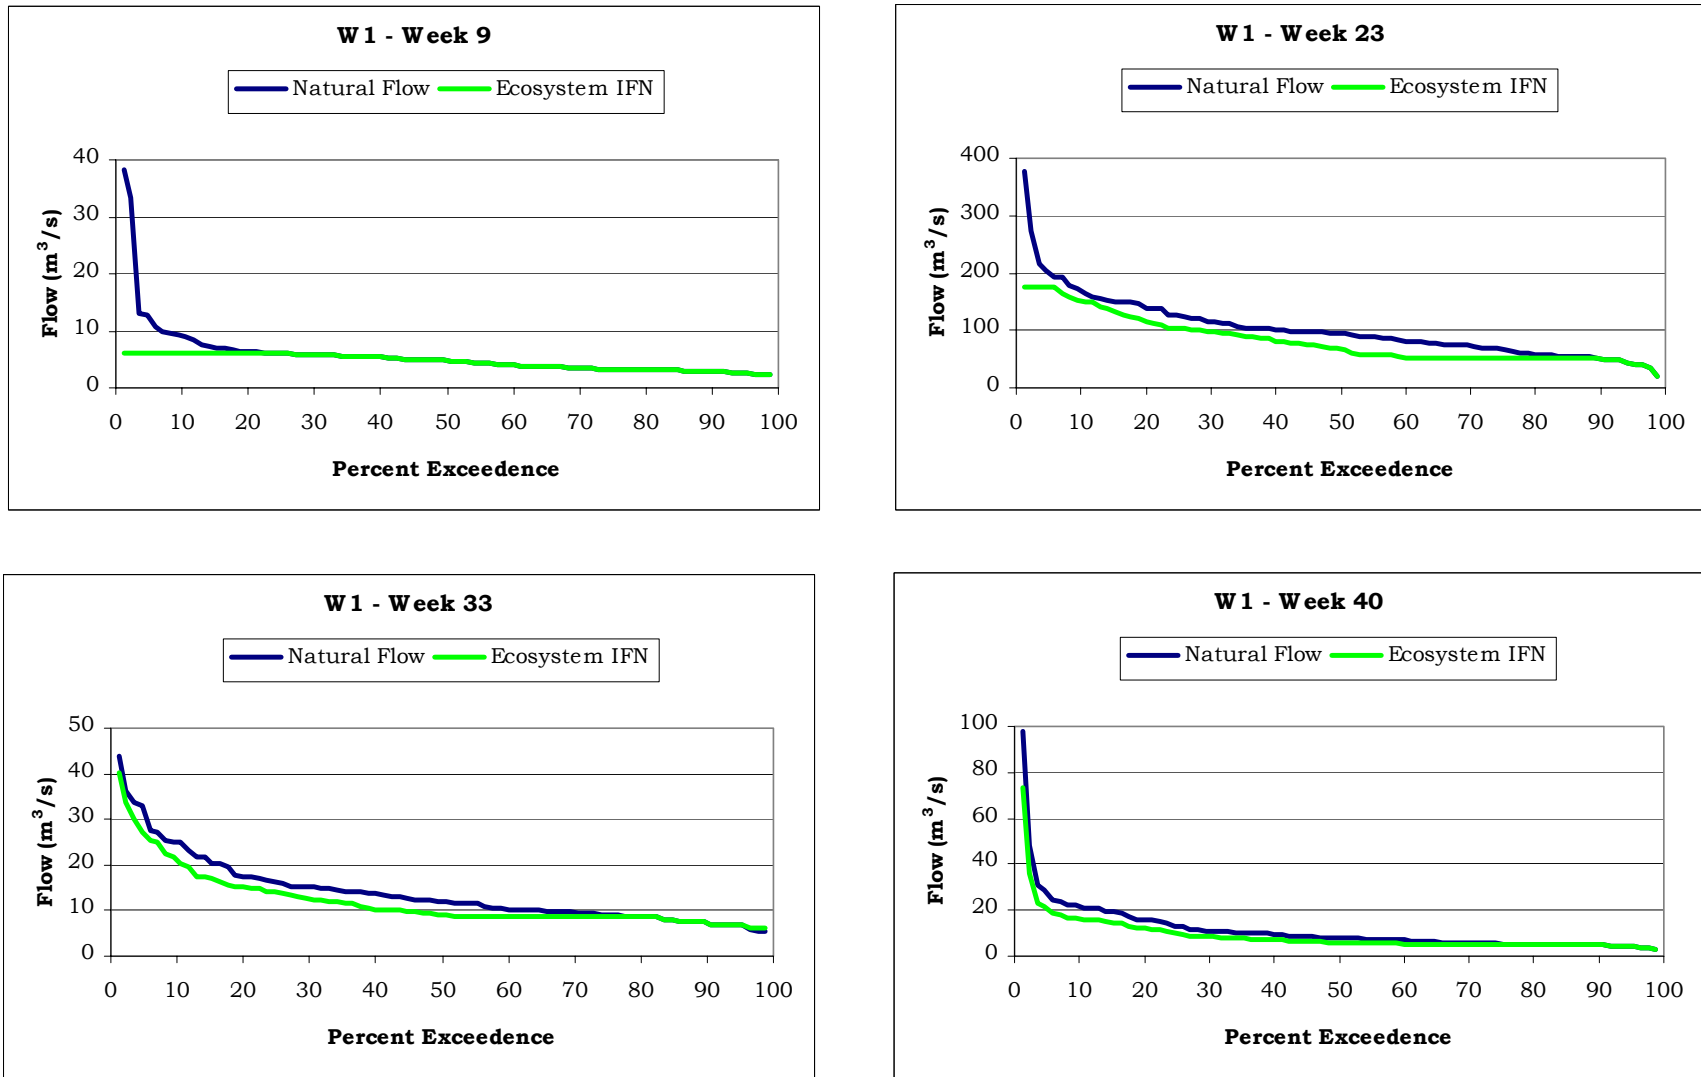 W1 - Week 9
Natural Flow Ecosystem IFN
40
30
20
10
0
0 10 20 30 40 50 60 70 80 90 100
Flow (m³/s)
Percent Exceedence
W1 - Week 23
Natural Flow Ecosystem IFN
400
300
200
100
0
0 10 20 30 40 50 60 70 80 90 100
Flow (m³/s)
Percent Exceedence
W1 - Week 33
Natural Flow Ecosystem IFN
50
40
30
20
10
0
0 10 20 30 40 50 60 70 80 90 100
Flow (m³/s)
Percent Exceedence
W1 - Week 40
Natural Flow Ecosystem IFN
100
80
60
40
20
0
0 10 20 30 40 50 60 70 80 90 100
Flow (m³/s)
Percent Exceedence